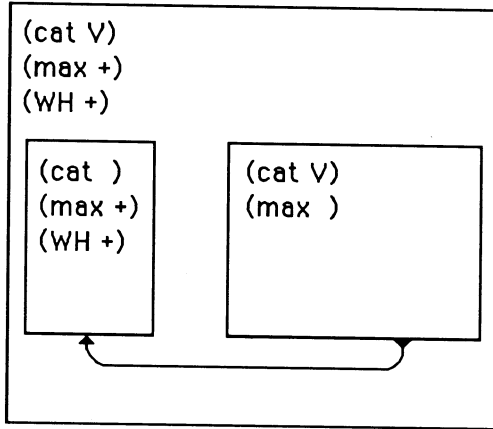 (cat V)
(max +)
(WH +)
(cat )
(max +)
(WH +)
(cat V)
(max )